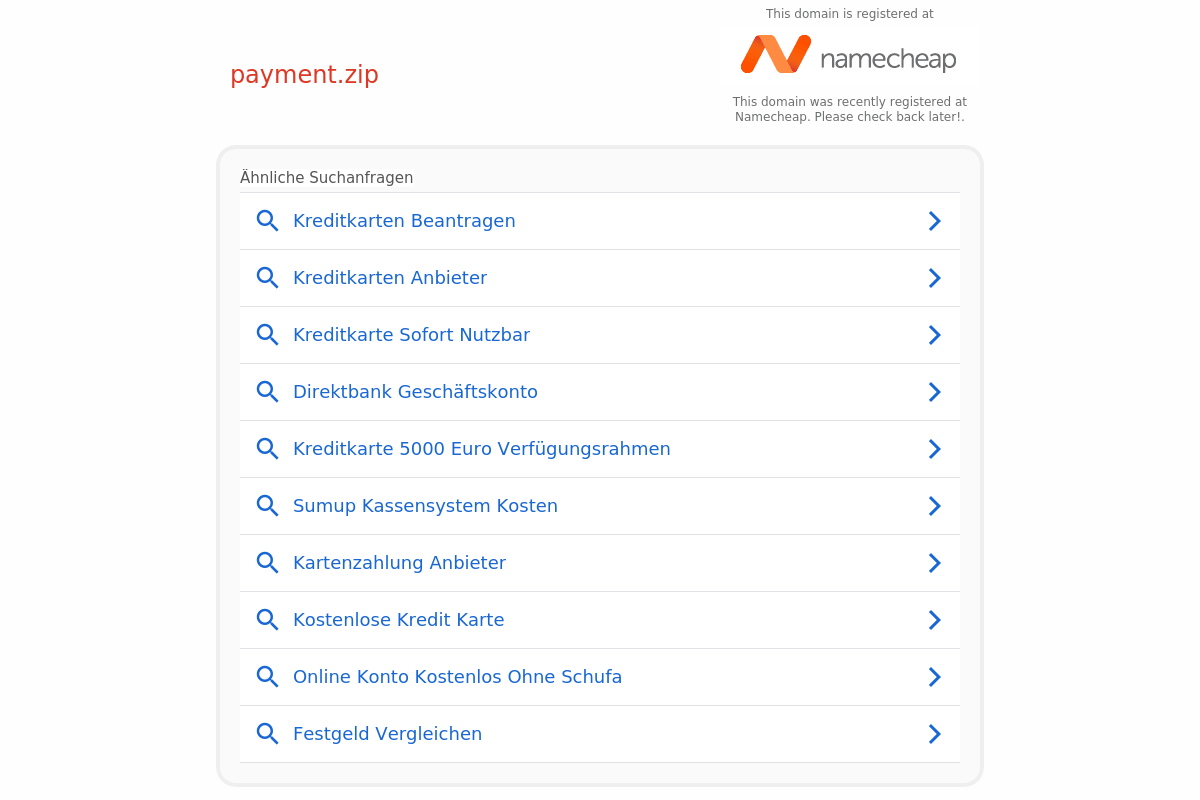 This domain is registered at
namecheap
payment.zip
This domain was recently registered at
Namecheap. Please check back later!.
Ähnliche Suchanfragen
Kreditkarten Beantragen
Kreditkarten Anbieter
Kreditkarte Sofort Nutzbar
Direktbank Geschäftskonto
Kreditkarte 5000 Euro Verfügungsrahmen
Sumup Kassensystem Kosten
Kartenzahlung Anbieter
Kostenlose Kredit Karte
Online Konto Kostenlos Ohne Schufa
Festgeld Vergleichen